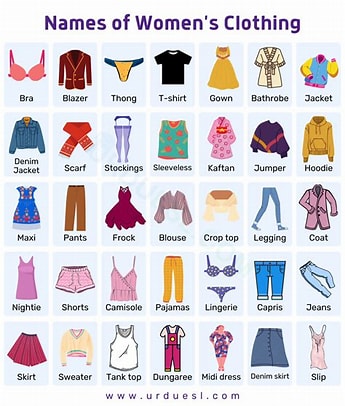 Names of Women's Clothing
Bra Blazer Thong T-shirt Gown Bathrobe Jacket
Denim Jacket Scarf Stockings Sleeveless Kaftan Jumper Hoodie
Maxi Pants Frock Blouse Crop top Legging Coat
Nightie Shorts Camisole Pajamas Lingerie Capris Jeans
Skirt Sweater Tank top Dungaree Midi dress Denim skirt Slip
www.urduesl.com